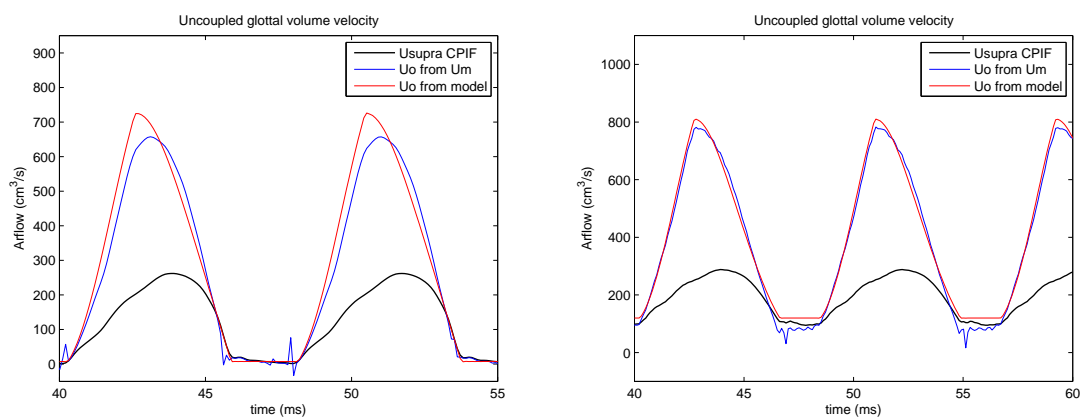 Uncoupled glottal volume velocity
Usupra CPIF
Uo from Um
Uo from model
900
800
700
600
500
400
300
200
100
0
Arflow (cm³/s)
40
45
50
55
time (ms)
Uncoupled glottal volume velocity
Usupra CPIF
Uo from Um
Uo from model
1000
800
600
400
200
0
Arflow (cm³/s)
40
45
50
55
60
time (ms)